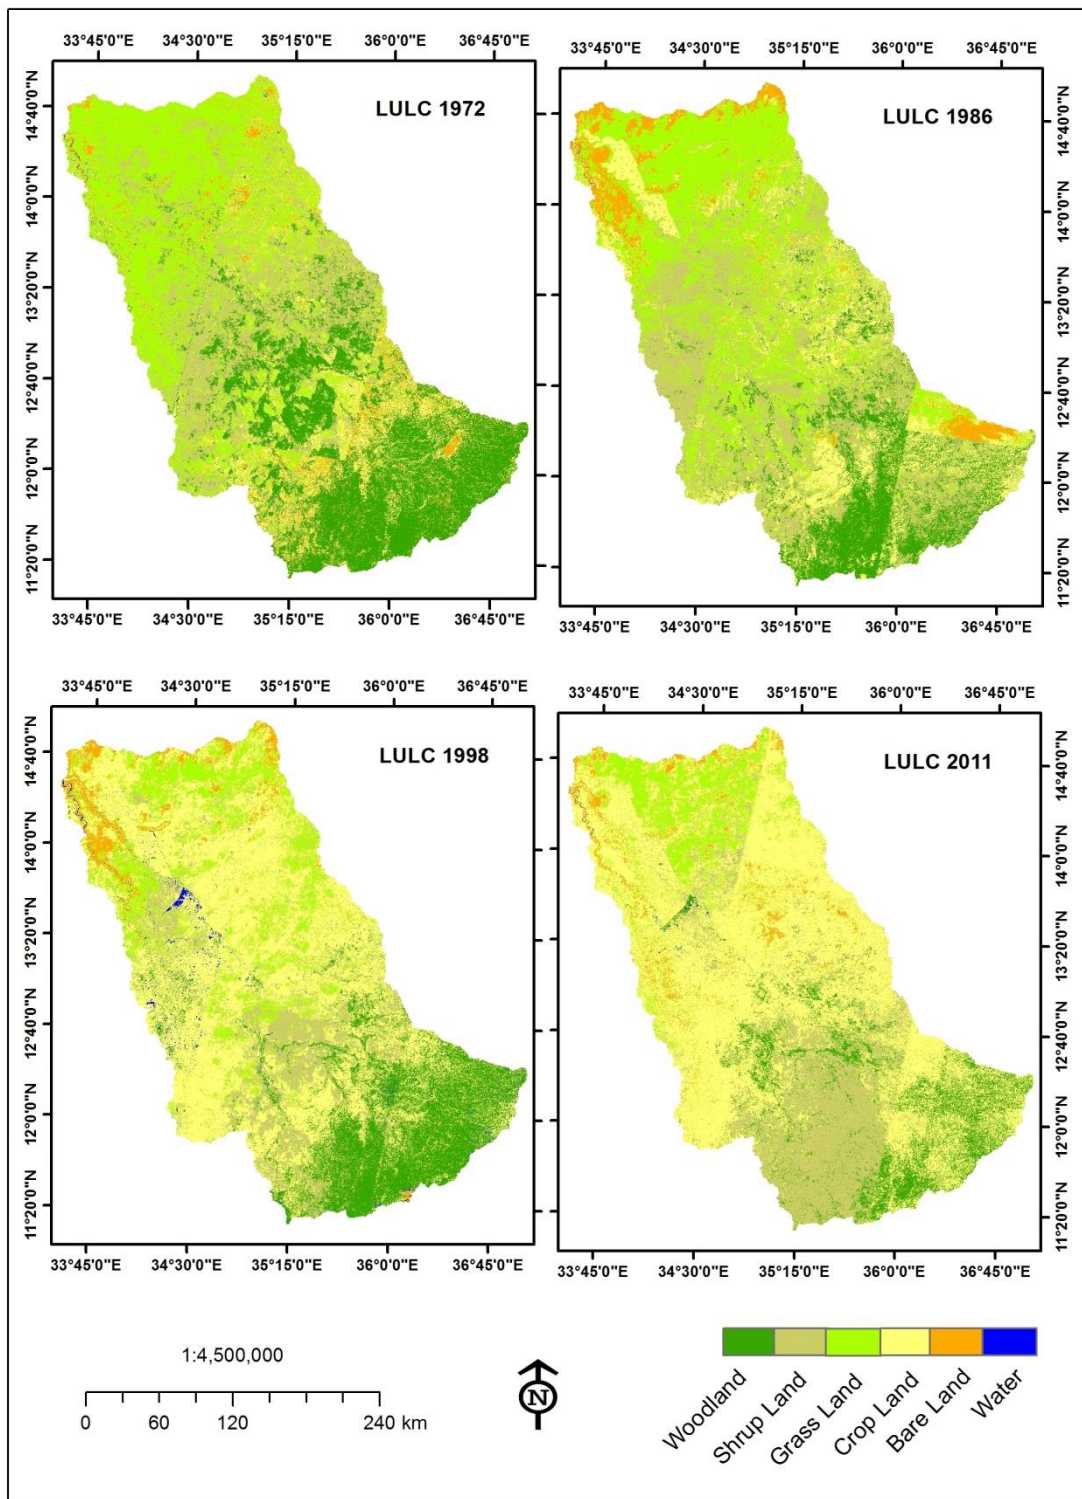 33°45'0"E 34°30'0"E 35°15'0"E 36°0'0"E 36°45'0"E
14°40'0"N
14°0'0"N
13°20'0"N
12°40'0"N
12°0'0"N
11°20'0"N
LULC 1972
33°45'0"E 34°30'0"E 35°15'0"E 36°0'0"E 36°45'0"E
33°45'0"E 34°30'0"E 35°15'0"E 36°0'0"E 36°45'0"E
LULC 1986
14°40'0"N
14°0'0"N
13°20'0"N
12°40'0"N
12°0'0"N
11°20'0"N
33°45'0"E 34°30'0"E 35°15'0"E 36°0'0"E 36°45'0"E
33°45'0"E 34°30'0"E 35°15'0"E 36°0'0"E 36°45'0"E
14°40'0"N
14°0'0"N
13°20'0"N
12°40'0"N
12°0'0"N
11°20'0"N
LULC 1998
33°45'0"E 34°30'0"E 35°15'0"E 36°0'0"E 36°45'0"E
33°45'0"E 34°30'0"E 35°15'0"E 36°0'0"E 36°45'0"E
LULC 2011
14°40'0"N
14°0'0"N
13°20'0"N
12°40'0"N
12°0'0"N
11°20'0"N
33°45'0"E 34°30'0"E 35°15'0"E 36°0'0"E 36°45'0"E
1:4,500,000
0 60 120 240 km
N
Woodland
Shrup Land
Grass Land
Crop Land
Bare Land
Water